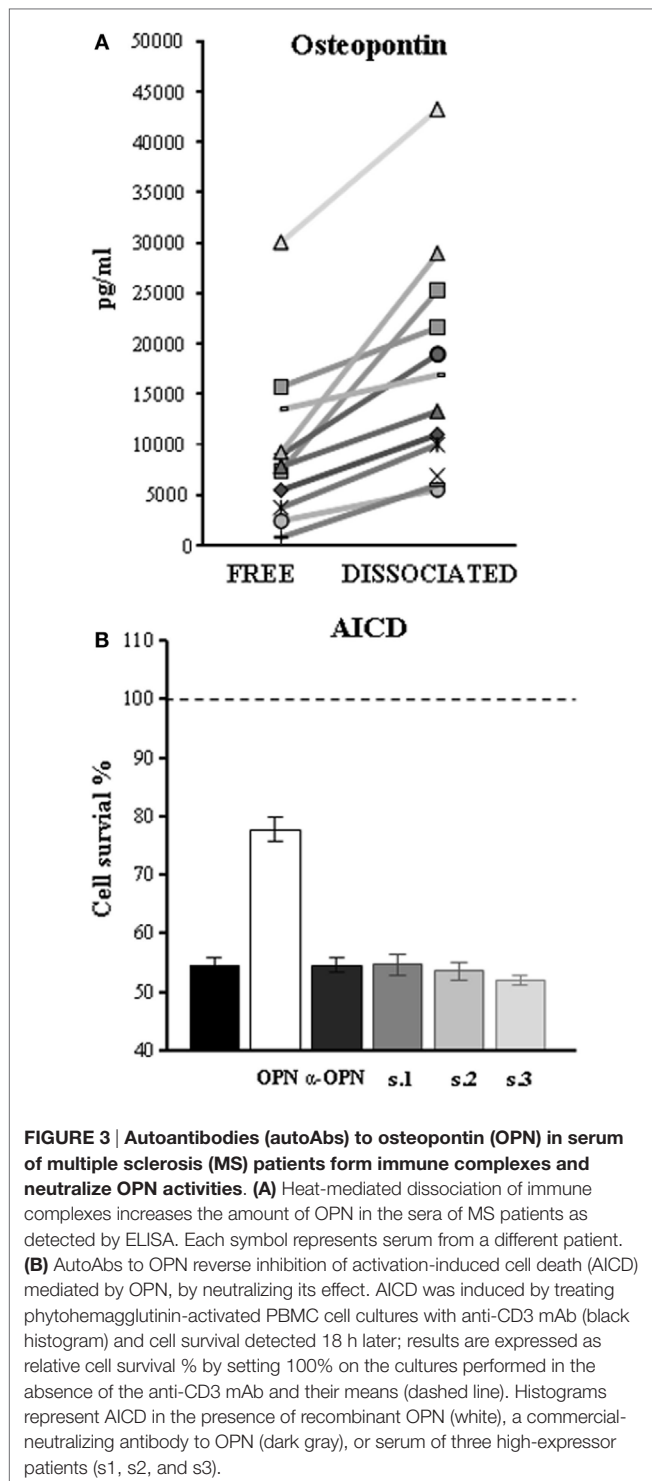 A
Osteopontin
50000
45000
40000
35000
30000
25000
20000
15000
10000
5000
0
pg/ml
FREE DISSOCIATED
B
AICD
110
100
90
80
70
60
50
40
Cell survial %
OPN α-OPN s.1 s.2 s.3
FIGURE 3 | Autoantibodies (autoAbs) to osteopontin (OPN) in serum
of multiple sclerosis (MS) patients form immune complexes and
neutralize OPN activities. (A) Heat-mediated dissociation of immune
complexes increases the amount of OPN in the sera of MS patients as
detected by ELISA. Each symbol represents serum from a different patient.
(B) AutoAbs to OPN reverse inhibition of activation-induced cell death (AICD)
mediated by OPN, by neutralizing its effect. AICD was induced by treating
phytohemagglutinin-activated PBMC cell cultures with anti-CD3 mAb (black
histogram) and cell survival detected 18 h later; results are expressed as
relative cell survival % by setting 100% on the cultures performed in the
absence of the anti-CD3 mAb and their means (dashed line). Histograms
represent AICD in the presence of recombinant OPN (white), a commercial-
neutralizing antibody to OPN (dark gray), or serum of three high-expressor
patients (s1, s2, and s3).